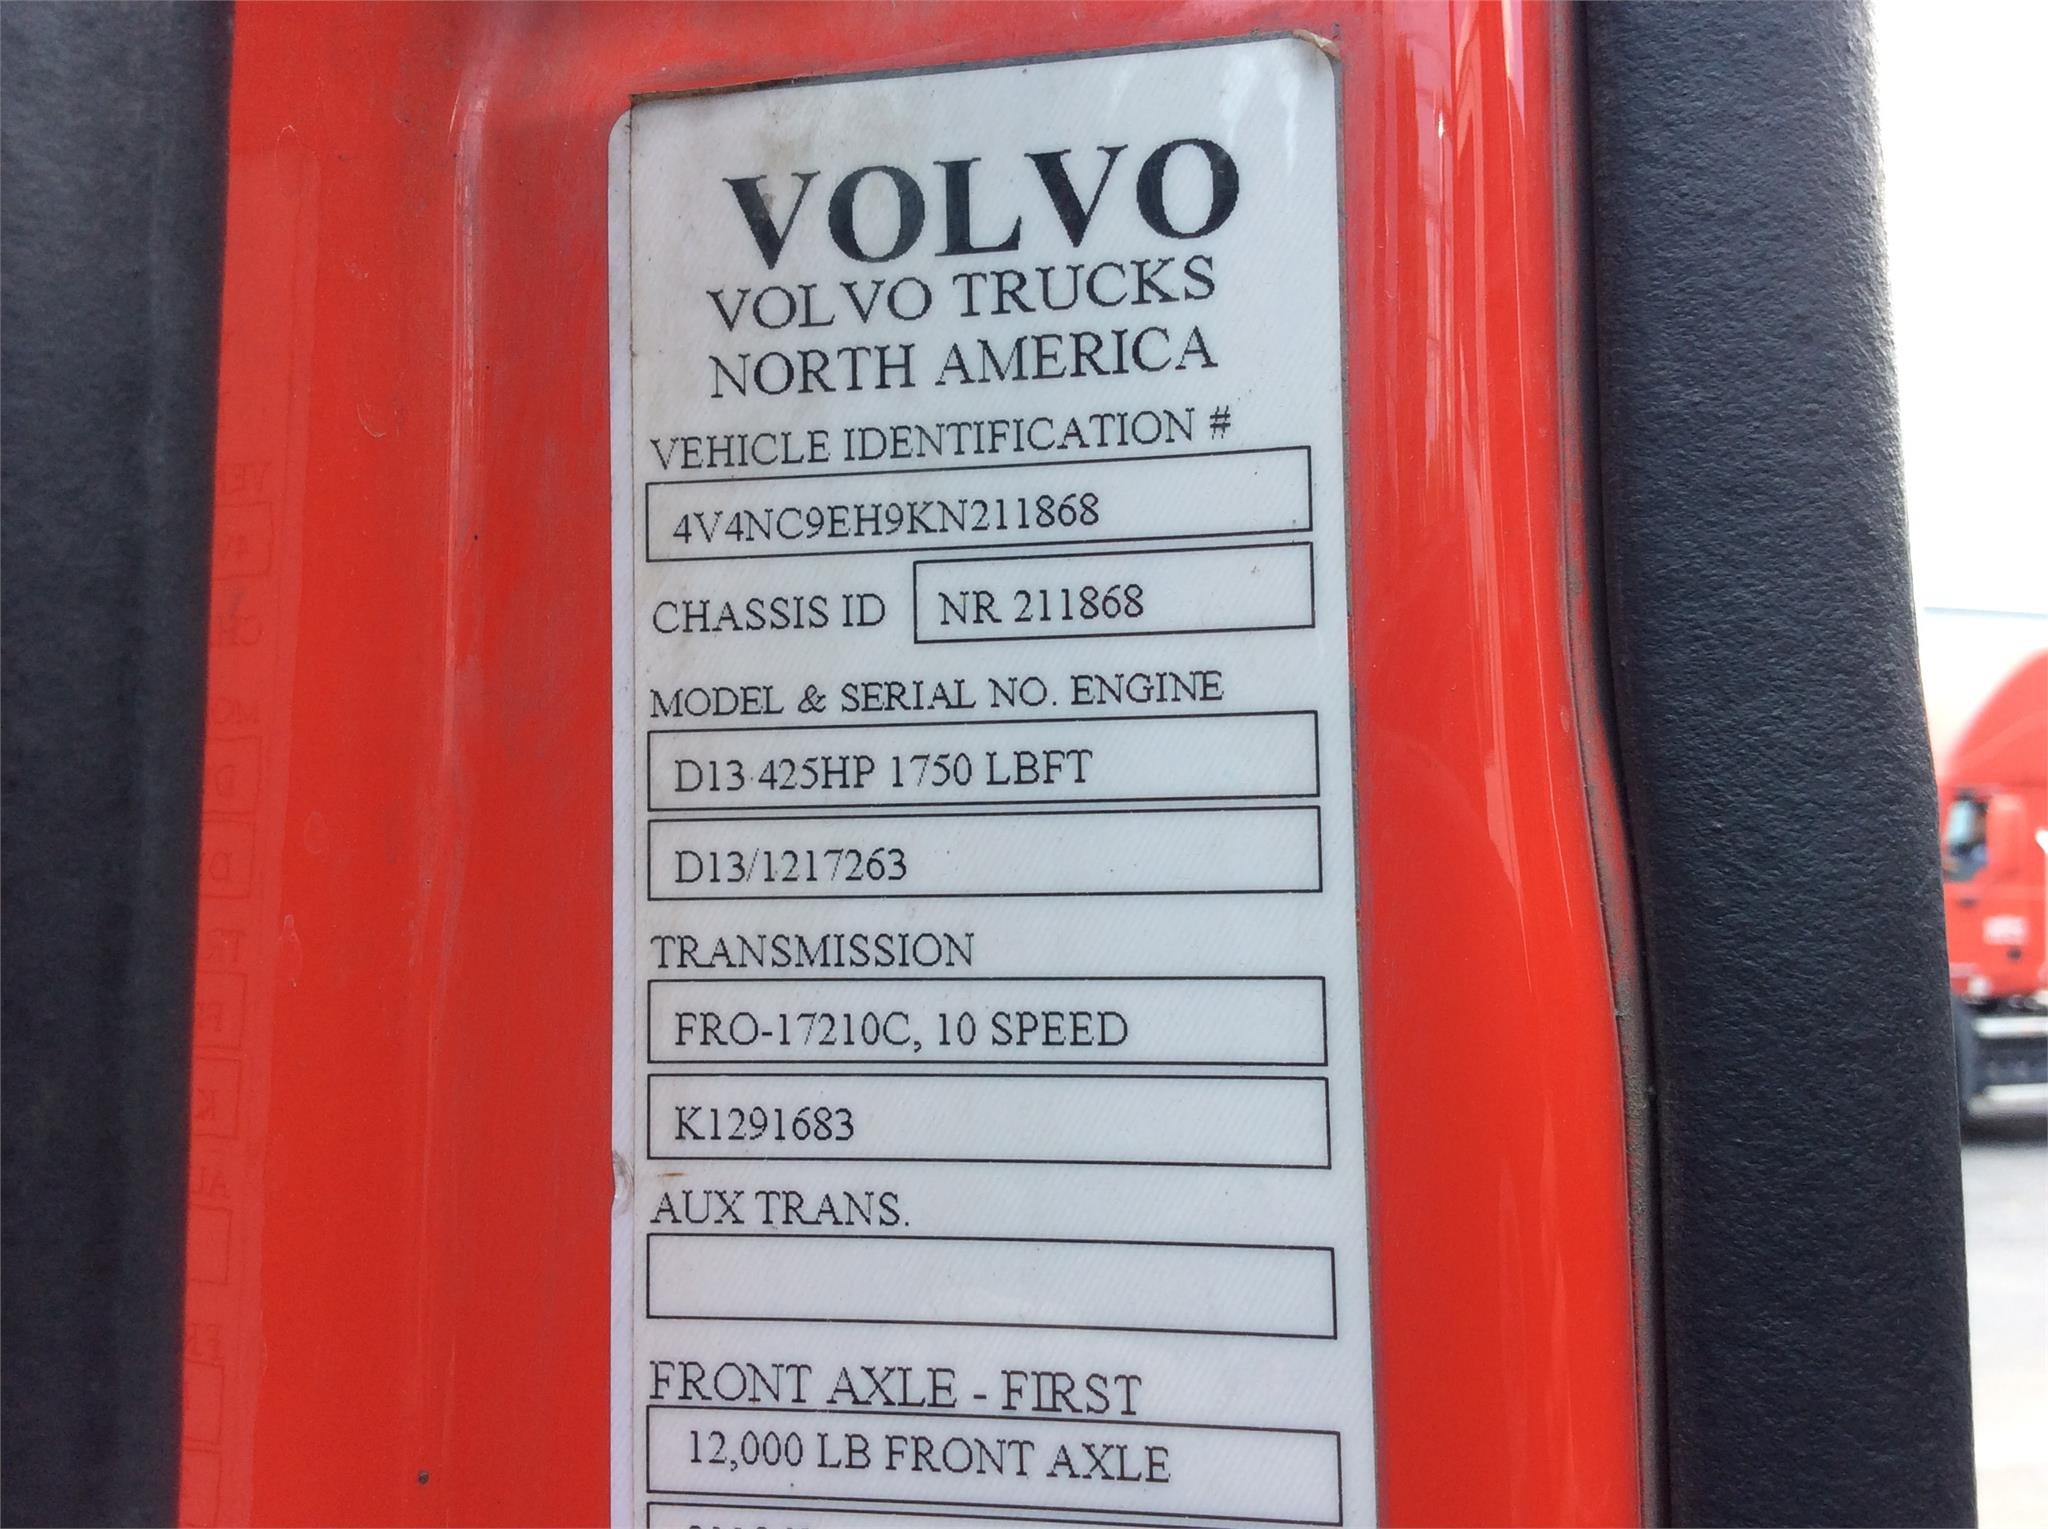 VOLVO
VOLVO TRUCKS
NORTH AMERICA
VEHICLE IDENTIFICATION #
4V4NC9EH9KN211868
CHASSIS ID NR 211868
MODEL & SERIAL NO. ENGINE
D13 425HP 1750 LBFT
D13/1217263
TRANSMISSION
FRO-17210C, 10 SPEED
K1291683
AUX TRANS.
FRONT AXLE - FIRST
12,000 LB FRONT AXLE